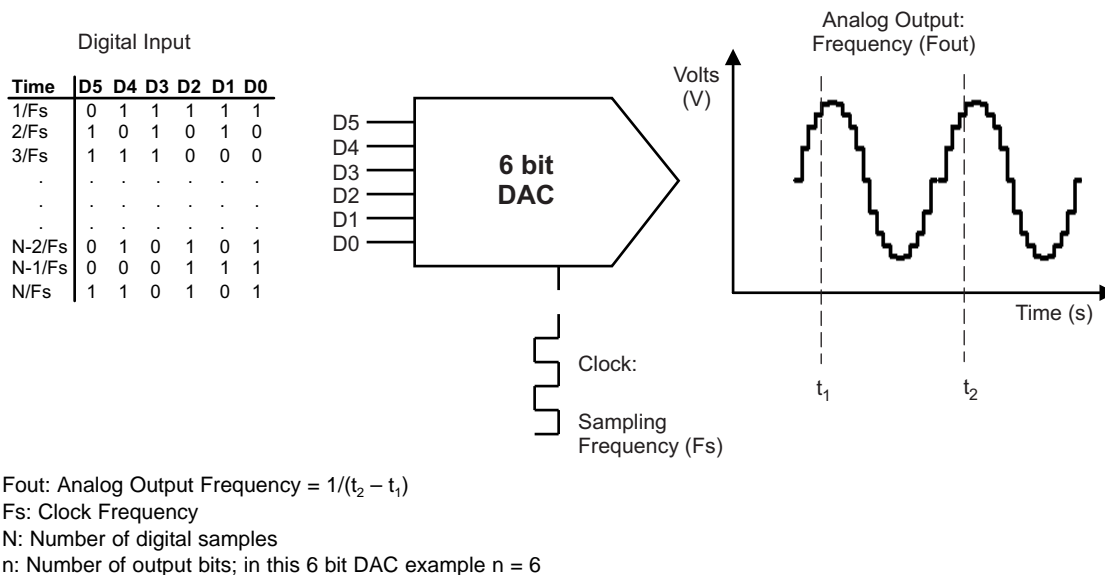 Digital Input
Time D5 D4 D3 D2 D1 D0
1/Fs 0 1 1 1 1 1
2/Fs 1 0 1 0 1 0
3/Fs 1 1 1 0 0 0
. . . . . . .
. . . . . . .
. . . . . . .
N-2/Fs 0 1 0 1 0 1
N-1/Fs 0 0 0 1 1 1
N/Fs 1 1 0 1 0 1
D5
D4
D3
D2
D1
D0
6 bit
DAC
Clock:
Sampling
Frequency (Fs)
Analog Output:
Frequency (Fout)
Volts
(V)
Time (s)
t₁
t₂
Fout: Analog Output Frequency = 1/(t₂ – t₁)
Fs: Clock Frequency
N: Number of digital samples
n: Number of output bits; in this 6 bit DAC example n = 6